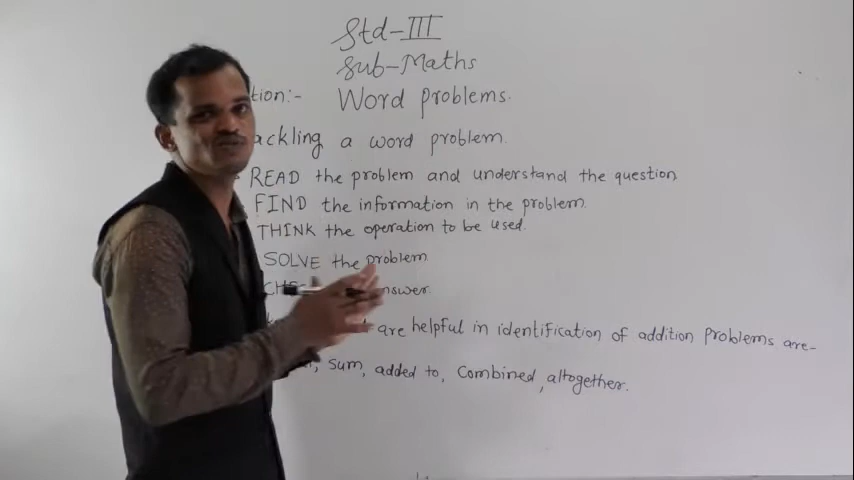 Std-III
Sub-Maths
tion:- Word problems.
ackling a word problem.
READ the problem and understand the question
FIND the information in the problem.
THINK the operation to be used.
SOLVE the problem
nswer.
are helpful in identification of addition problems are-
sum, added to, Combined, altogether.